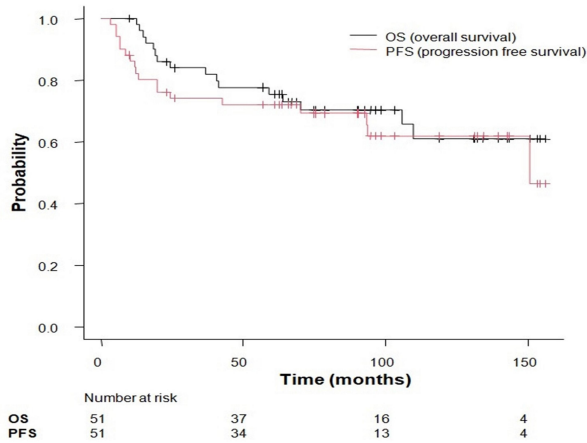 OS (overall survival)
PFS (progression free survival)
Probability
1.0
0.8
0.6
0.4
0.2
0.0
0 50 100 150
Time (months)
Number at risk
OS 51 37 16 4
PFS 51 34 13 4